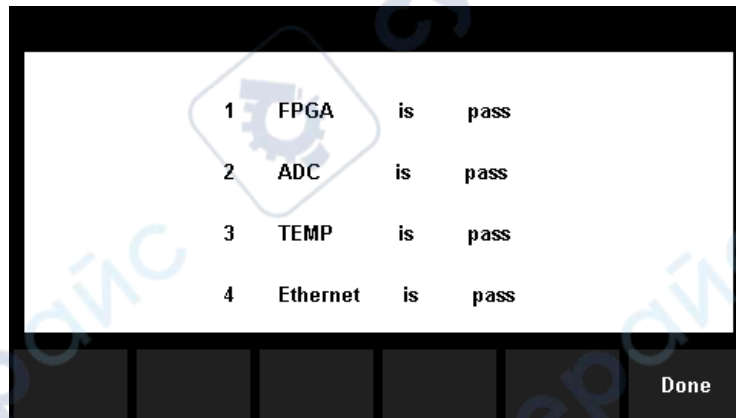 1 FPGA is pass
2 ADC is pass
3 TEMP is pass
4 Ethernet is pass
Done